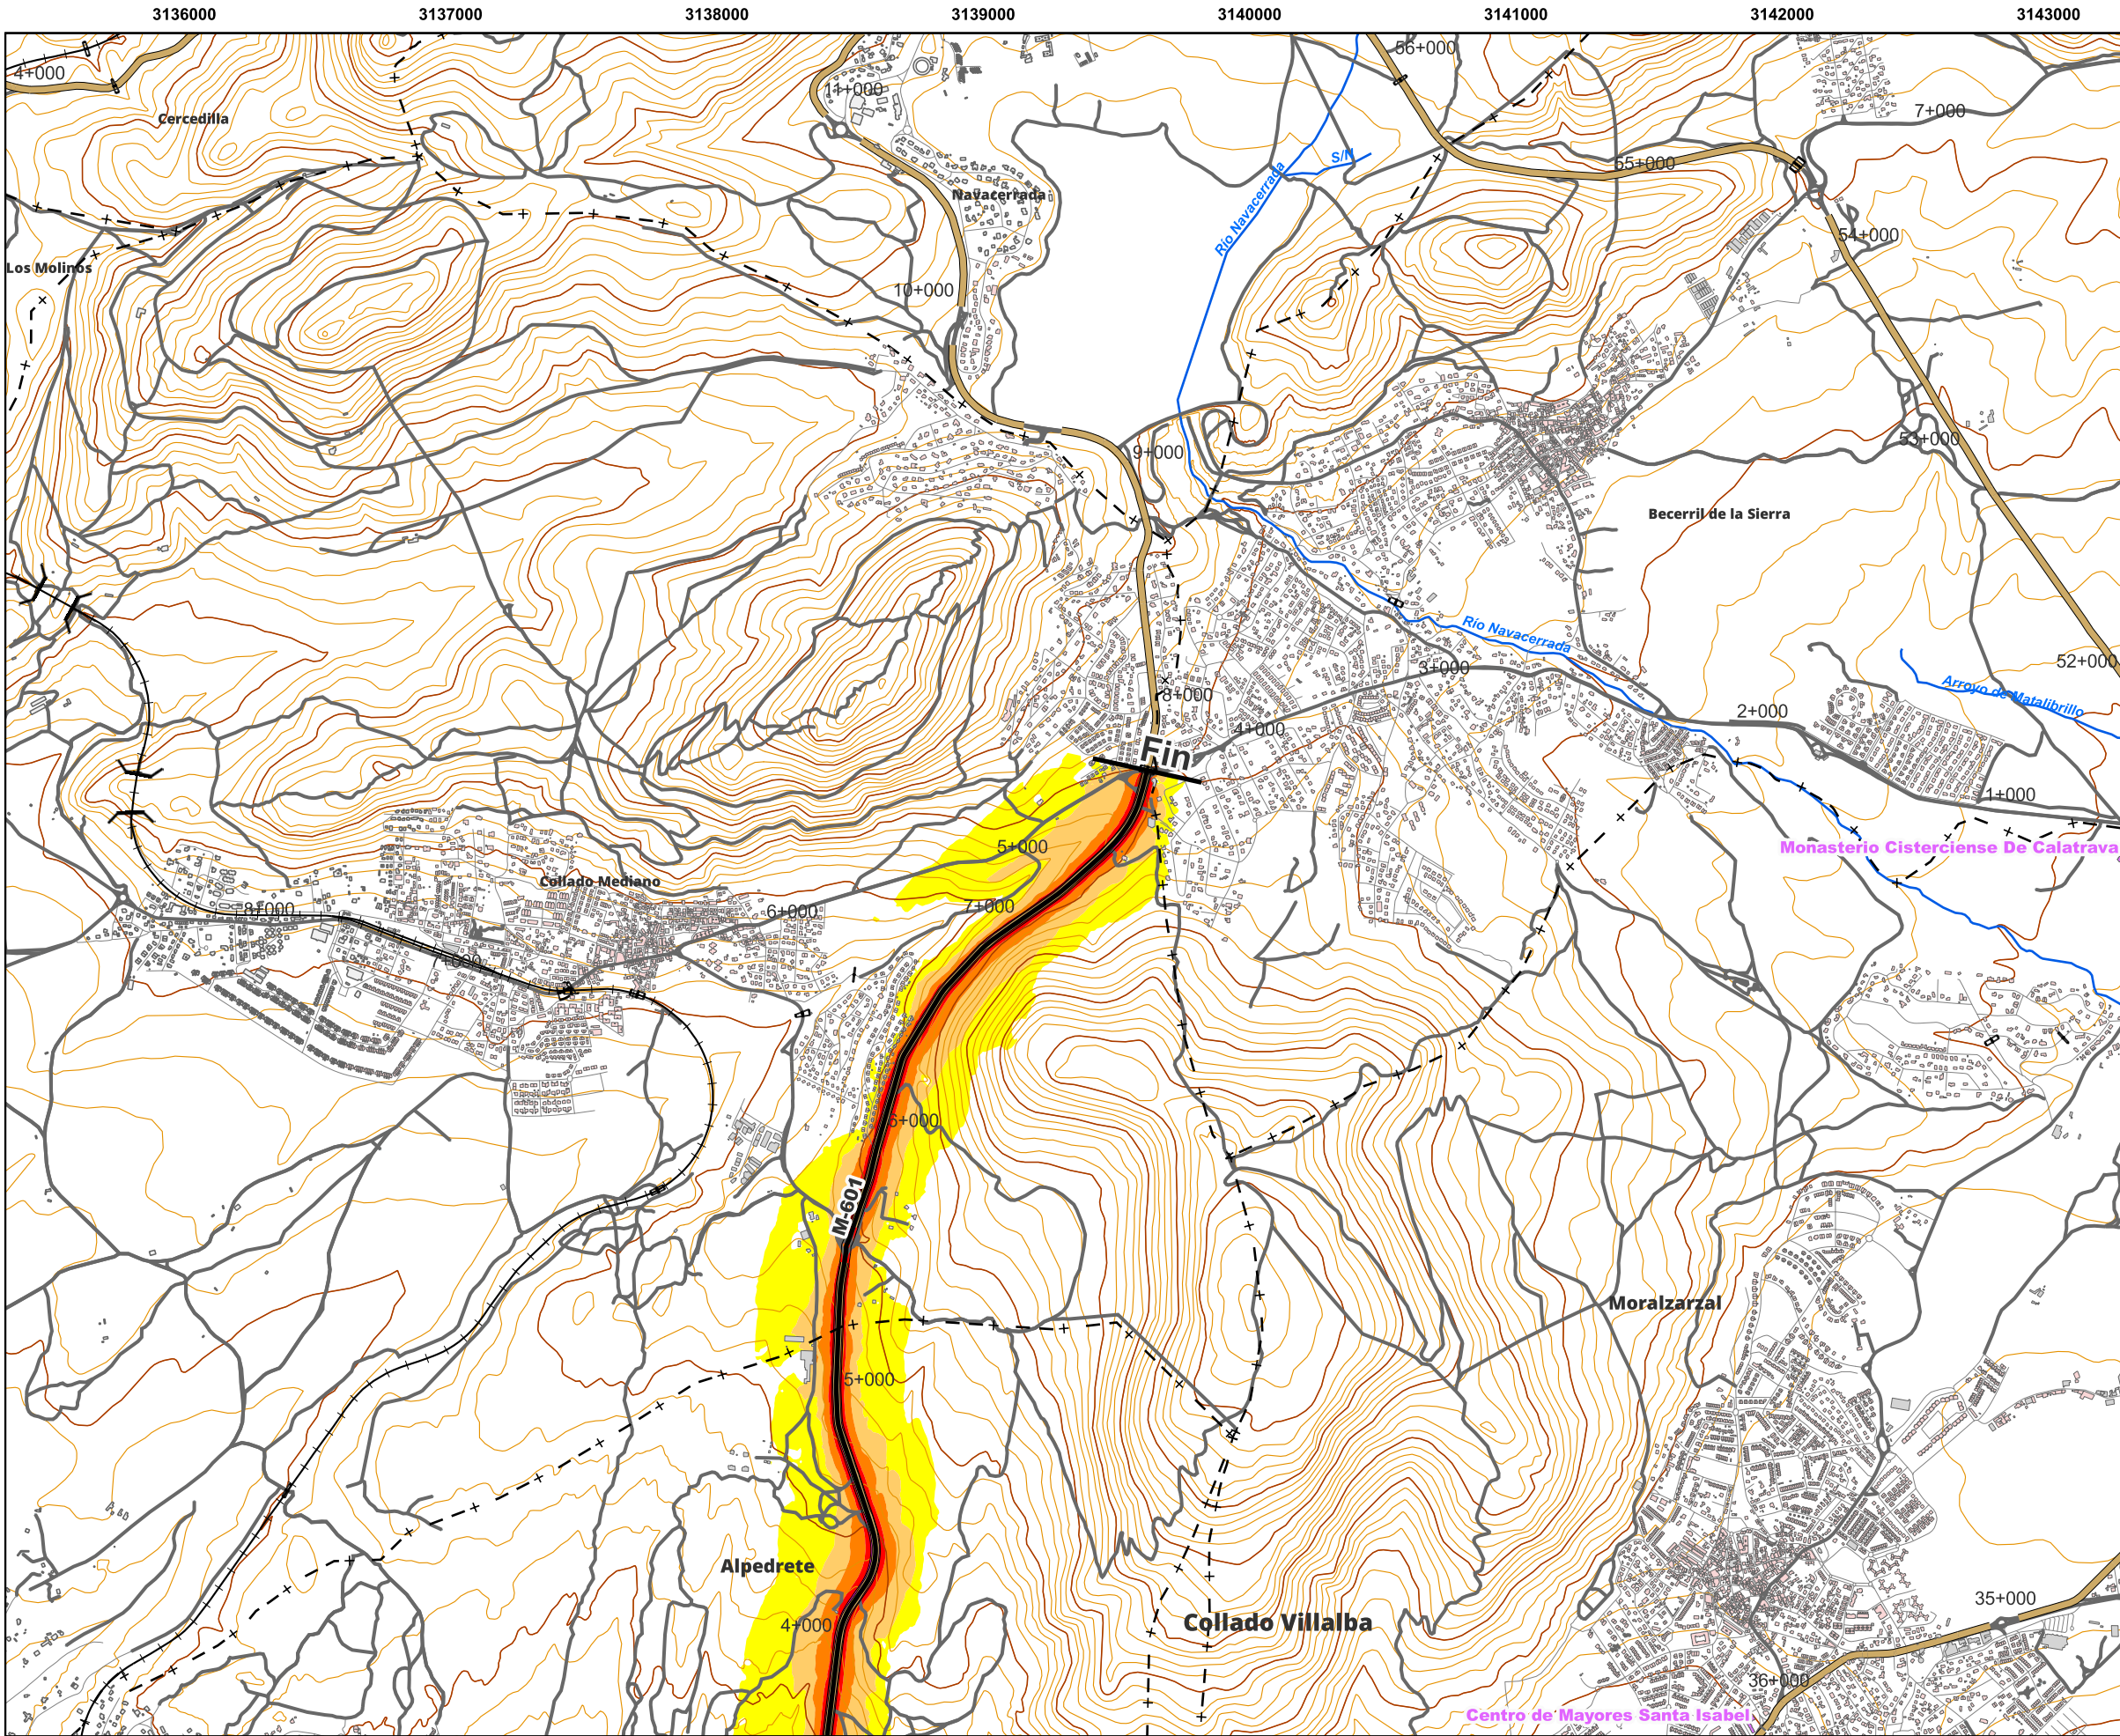 3136000 3137000 3138000 3139000 3140000 3141000 3142000 3143000
4+000
56+000
11+000
7+000
Cercedilla
S/N
55+000
Navacerrada
Río Navacerrada
54+000
Los Molinos
10+000
53+000
9+000
Becerril de la Sierra
Río Navacerrada
52+000
3+000
8+000
Arroyo de Matalibrillo
2+000
4+000
Fin
1+000
5+000
Monasterio Cisterciense De Calatrava
Collado Mediano
8+000
6+000
7+000
6+000
M-601
Moralzarzal
5+000
Alpedrete
35+000
4+000
Collado Villalba
36+000
Centro de Mayores Santa Isabel